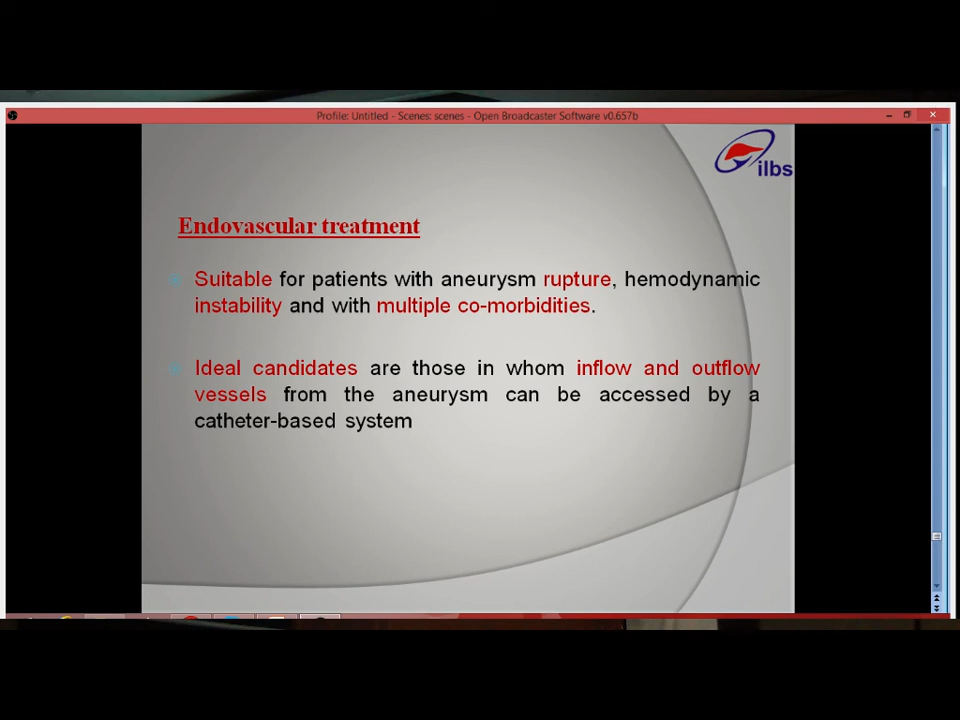 Profile: Untitled - Scenes: scenes - Open Broadcaster Software v0.657b
ilbs
Endovascular treatment
Suitable for patients with aneurysm rupture, hemodynamic
instability and with multiple co-morbidities.
Ideal candidates are those in whom inflow and outflow
vessels from the aneurysm can be accessed by a
catheter-based system